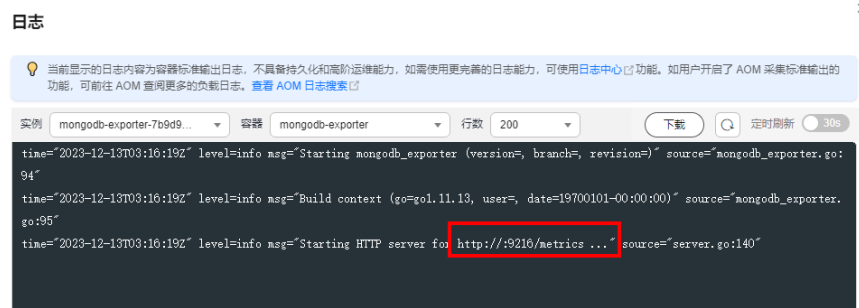 日志
当前显示的日志内容为容器标准输出日志，不具备持久化和高阶运维能力，如需使用更完善的日志能力，可使用日志中心功能。如用户开启了 AOM 采集标准输出的
功能，可前往 AOM 查阅更多的负载日志。查看 AOM 日志搜索
实例 mongodb-exporter-7b9d9... 容器 mongodb-exporter 行数 200 下载 定时刷新 30s
time="2023-12-13T03:16:19Z" level=info msg="Starting mongodb_exporter (version=, branch=, revision=)" source="mongodb_exporter.go:
94"
time="2023-12-13T03:16:19Z" level=info msg="Build context (go=go1.11.13, user=, date=19700101-00:00:00)" source="mongodb_exporter.
go:95"
time="2023-12-13T03:16:19Z" level=info msg="Starting HTTP server for http://:9216/metrics ..." source="server.go:140"